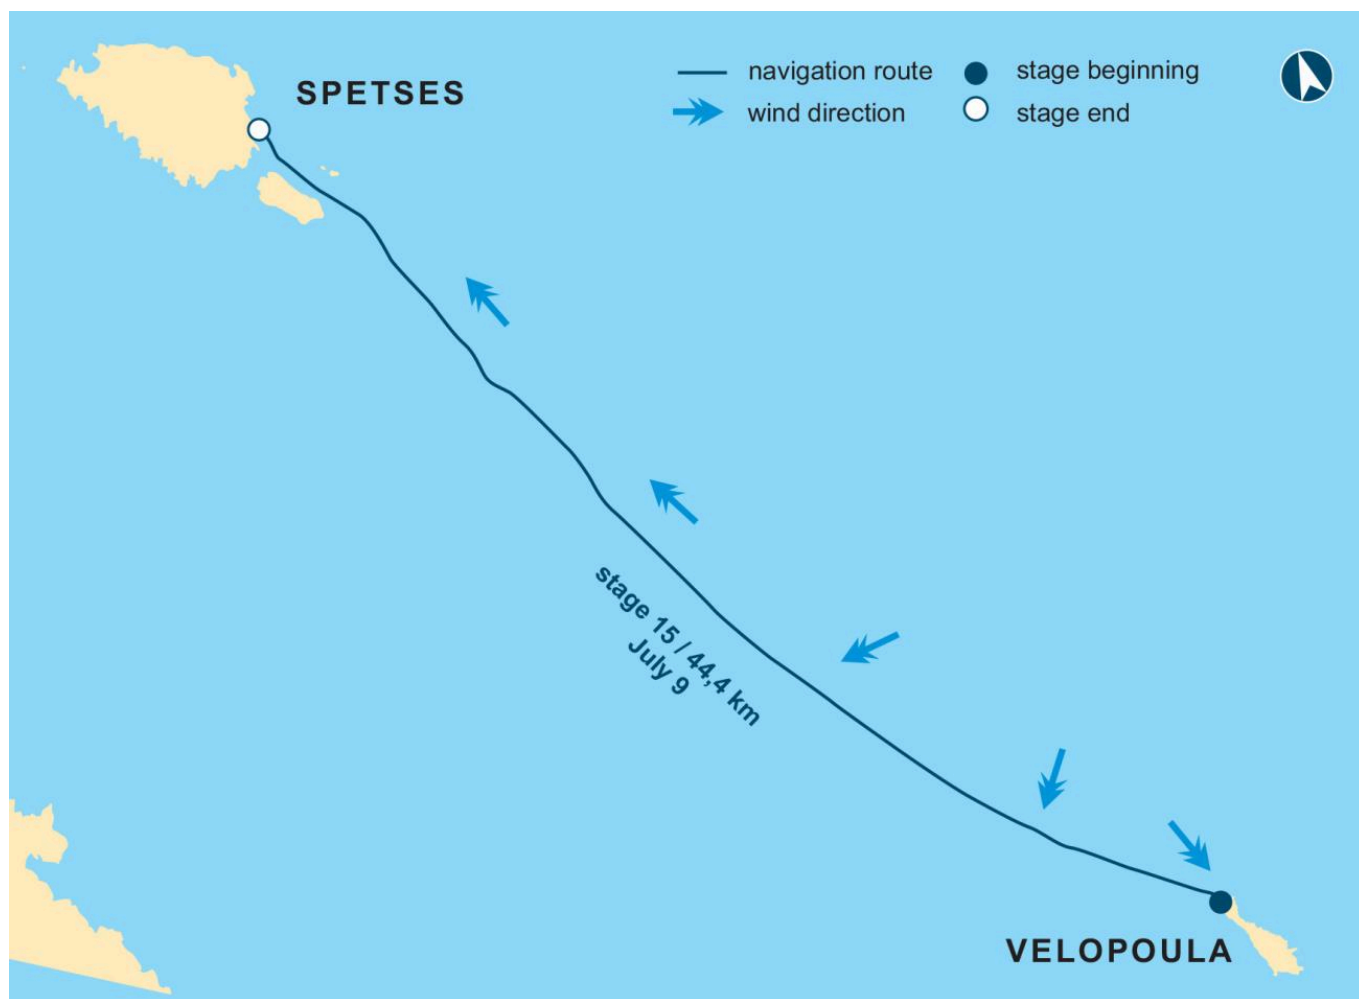 SPETSES
navigation route
stage beginning
wind direction
stage end
stage 15 / 44,4 km
July 9
VELOPOULA